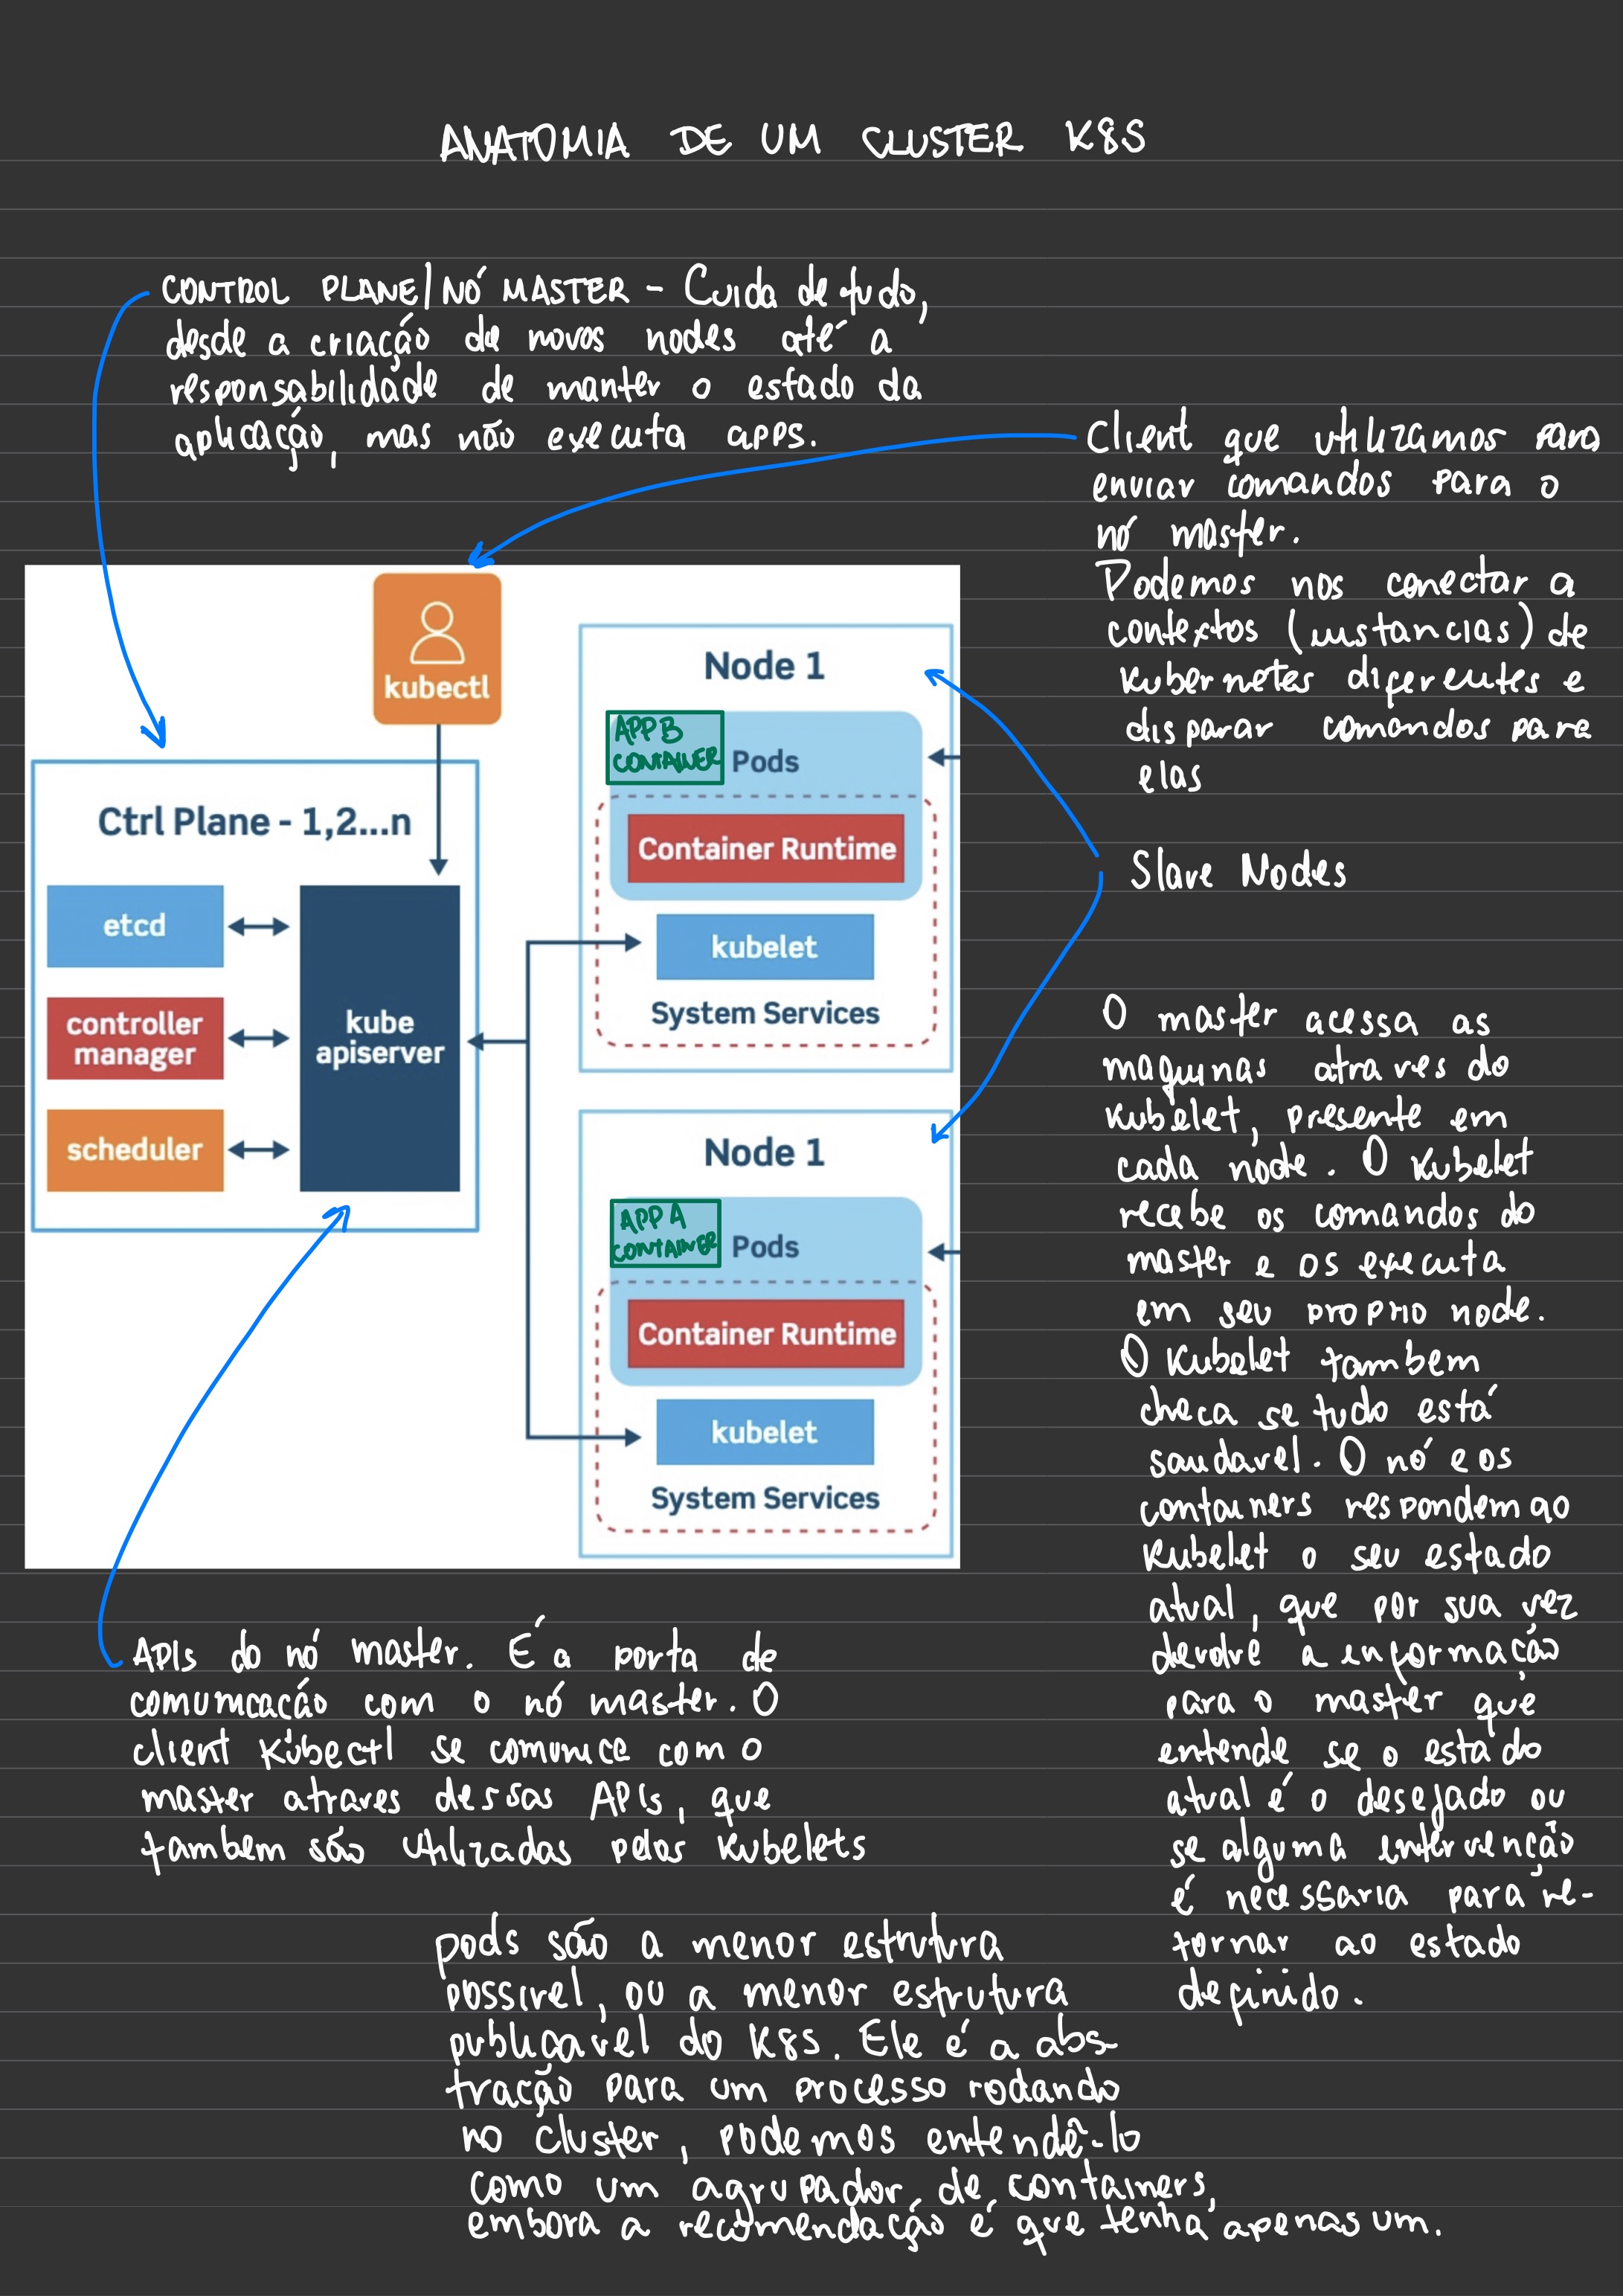 ANATOMIA DE UM CLUSTER K8S
CONTROL PLANE/NÓ MASTER - Cuida de tudo,
desde a criação de novos nodes até a
responsabilidade de manter o estado da
aplicação, mas não executa apps.
Client que utilizamos para
enviar comandos para o
nó master.
Podemos nos conectar a
contextos (instancias) de
Kubernetes diferentes e
disparar comandos para
elas
kubectl
Ctrl Plane - 1,2...n
etcd
controller
manager
scheduler
kube
apiserver
Node 1
APP B
CONTAINER
Pods
Container Runtime
kubelet
System Services
Node 1
APP A
CONTAINER
Pods
Container Runtime
kubelet
System Services
Slave Nodes
O master acessa as
maquinas atraves do
Kubelet, presente em
cada node. O Kubelet
recebe os comandos do
master e os executa
em seu proprio node.
O Kubelet tambem
checa se tudo está
saudavel. O nó e os
containers respondem ao
Kubelet o seu estado
atual, que por sua vez
devolve a informação
para o master que
entende se o estado
atual é o desejado ou
se alguma intervenção
é necessaria para re-
tornar ao estado
definido.
APIs do nó master. É a porta de
comunicação com o nó master. O
client Kubectl se comunica com o
master atraves dessas APIs, que
tambem são utilizadas pelos Kubelets
pods são a menor estrutura
possivel, ou a menor estrutura
publicável do K8s. Ele é a abs-
tração para um processo rodando
no cluster, podemos entendê-lo
como um agrupador de containers,
embora a recomendação é que tenha apenas um.